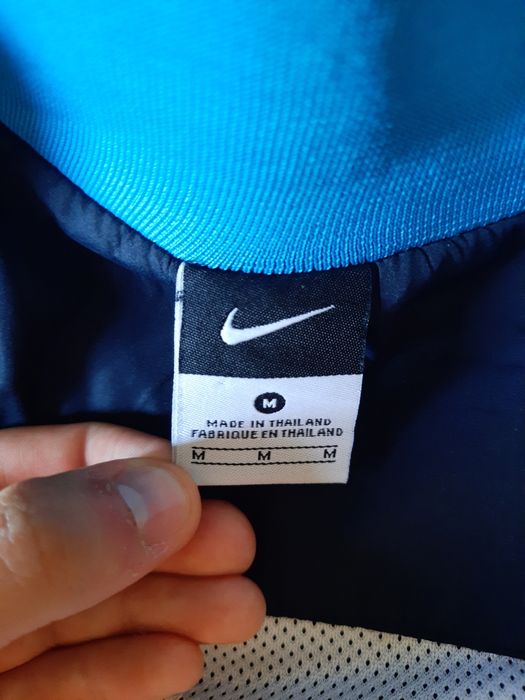 M
MADE IN THAILAND
FABRIQUE EN THAILAND
M M M